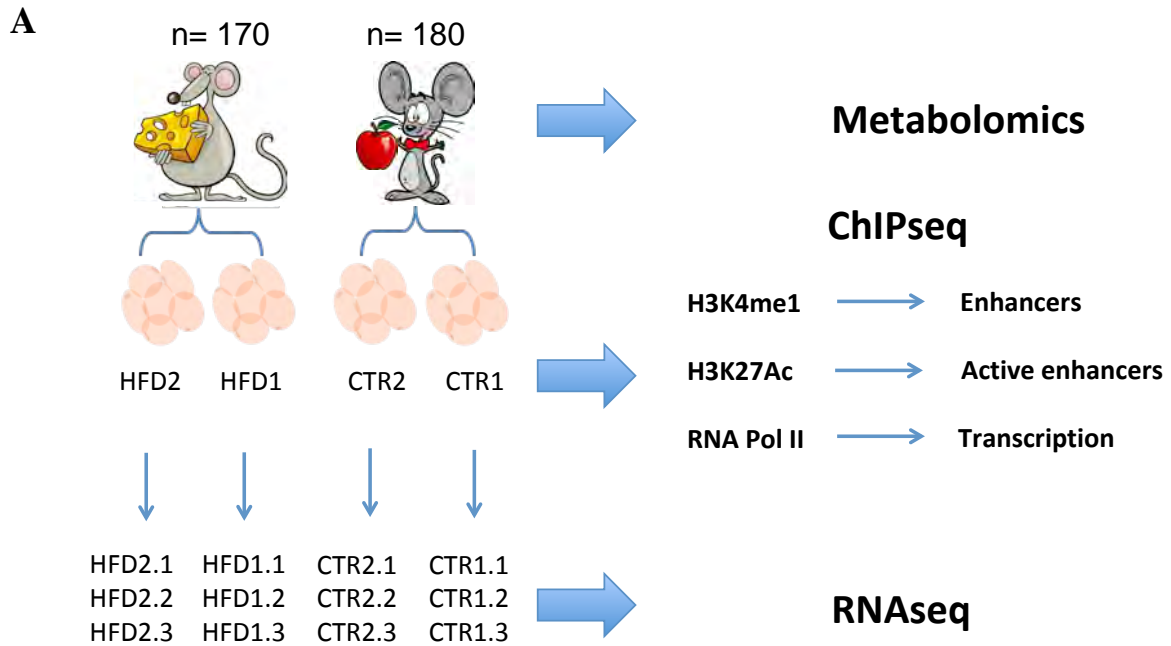 A
n= 170
n= 180
Metabolomics
ChIPseq
H3K4me1
Enhancers
H3K27Ac
Active enhancers
RNA Pol II
Transcription
HFD2
HFD1
CTR2
CTR1
HFD2.1
HFD1.1
CTR2.1
CTR1.1
HFD2.2
HFD1.2
CTR2.2
CTR1.2
HFD2.3
HFD1.3
CTR2.3
CTR1.3
RNAseq